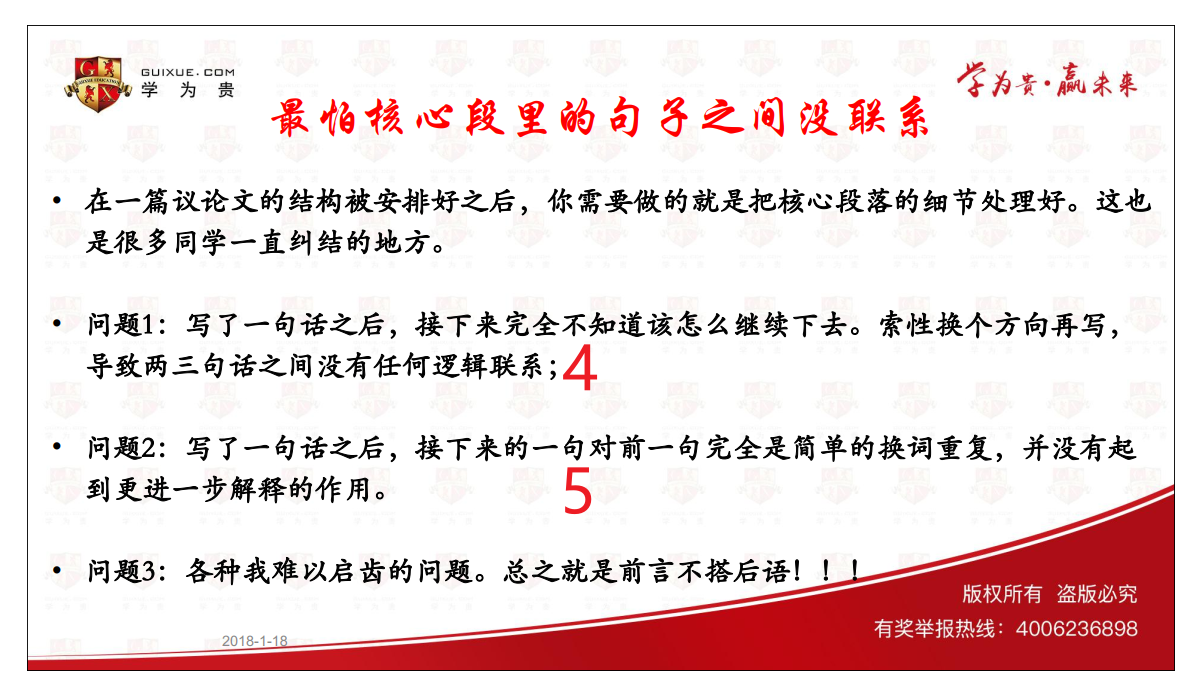 GUIXUE.COM
学为贵
学为贵·赢未来
最怕核心段里的句子之间没联系
• 在一篇议论文的结构被安排好之后，你需要做的就是把核心段落的细节处理好。这也
是很多同学一直纠结的地方。
• 问题1：写了一句话之后，接下来完全不知道该怎么继续下去。索性换个方向再写，
导致两三句话之间没有任何逻辑联系；4
• 问题2：写了一句话之后，接下来的一句对前一句完全是简单的换词重复，并没有起
到更进一步解释的作用。
5
• 问题3：各种我难以启齿的问题。总之就是前言不搭后语！！！
版权所有 盗版必究
有奖举报热线：4006236898
2018-1-18